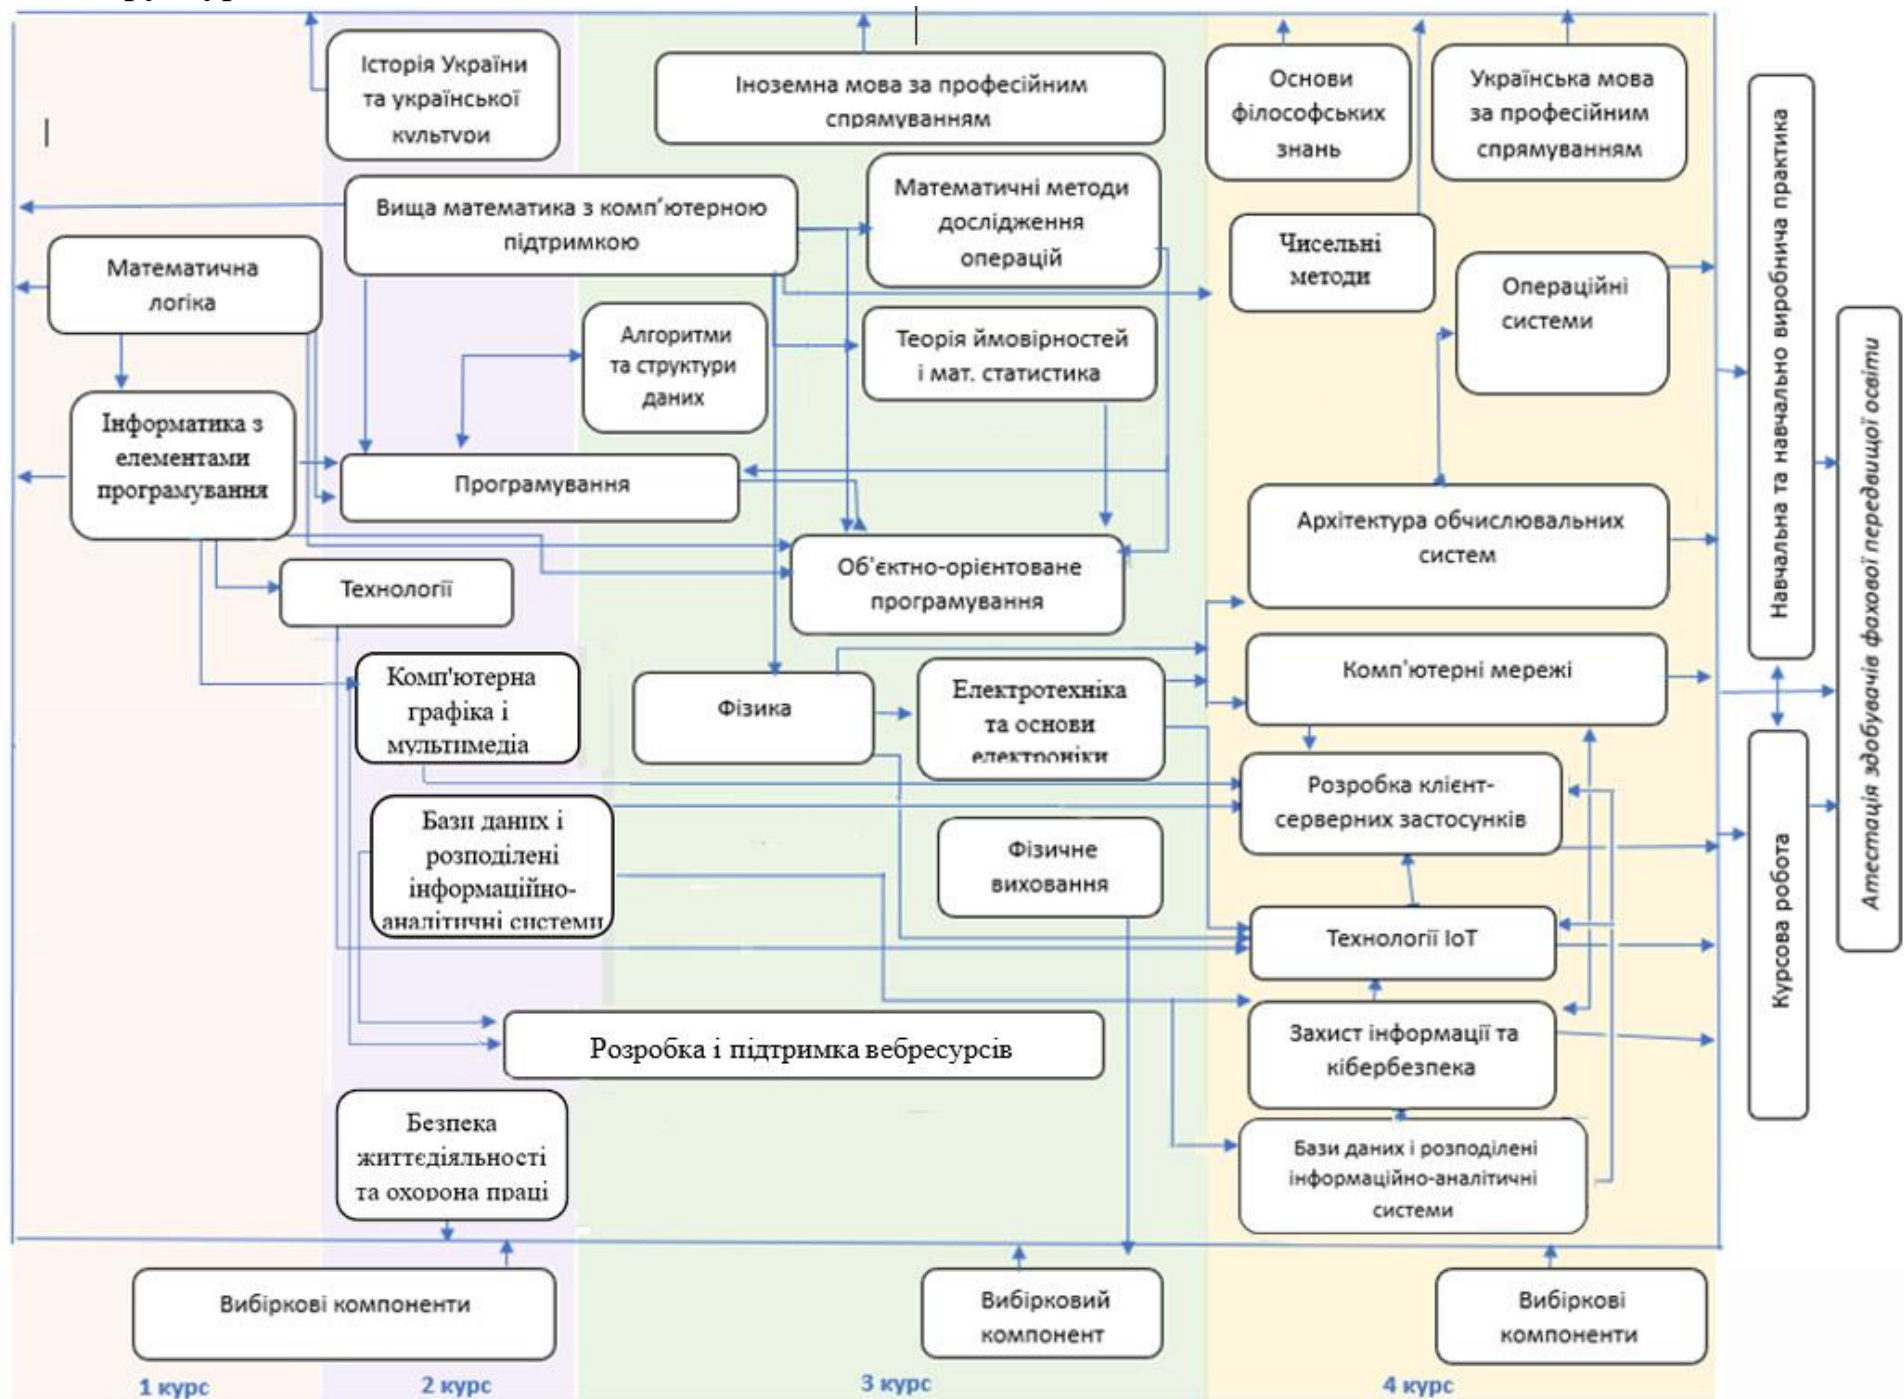 Історія України
та української
культури
Іноземна мова за професійним
спрямуванням
Основи
філософських
знань
Українська мова
за професійним
спрямуванням
Вища математика з комп’ютерною
підтримкою
Математичні методи
дослідження
операцій
Чисельні
методи
Математична
логіка
Операційні
системи
Алгоритми
та структури
даних
Теорія ймовірностей
і мат. статистика
Інформатика з
елементами
програмування
Програмування
Архітектура обчислювальних
систем
Об'єктно-орієнтоване
програмування
Технології
Комп'ютерна
графіка і
мультимедіа
Фізика
Електротехніка
та основи
електроніки
Комп'ютерні мережі
Розробка клієнт-
серверних застосунків
Бази даних і
розподілені
інформаційно-
аналітичні системи
Фізичне
виховання
Технології ІоТ
Розробка і підтримка вебресурсів
Захист інформації та
кібербезпека
Безпека
життєдіяльності
та охорона праці
Бази даних і розподілені
інформаційно-аналітичні
системи
Вибіркові компоненти
Вибірковий
компонент
Вибіркові
компоненти
1 курс
2 курс
3 курс
4 курс
Навчальна та навчально виробнича практика
Курсова робота
Атестація здобувачів фахової передвищої освіти